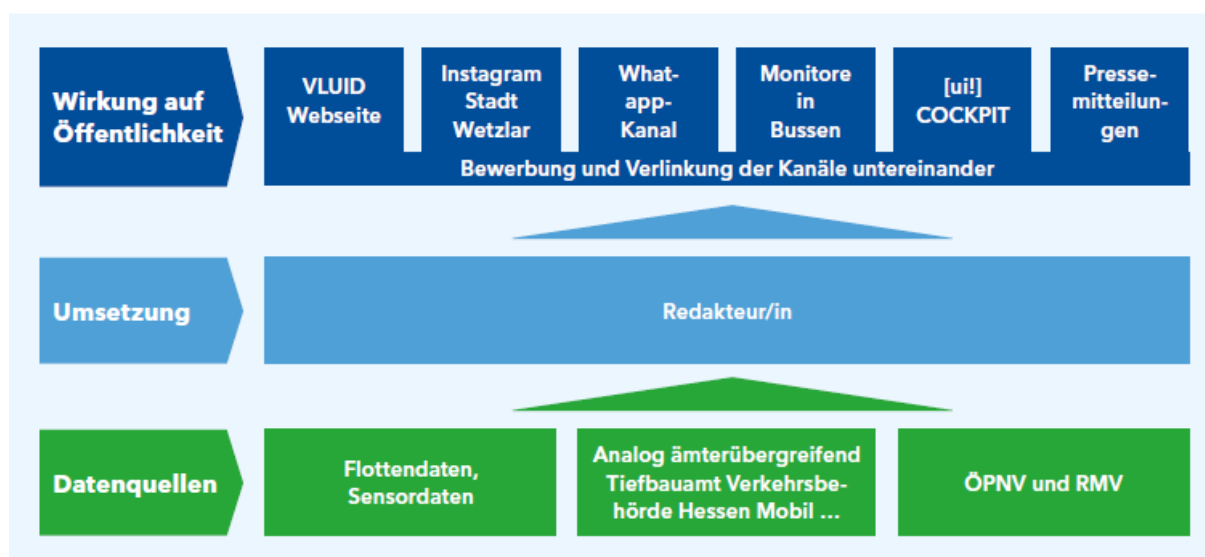 Wirkung auf
Öffentlichkeit
VLUID
Webseite
Instagram
Stadt
Wetzlar
What-
app-
Kanal
Monitore
in
Bussen
[ui!]
COCKPIT
Presse-
mitteilun-
gen
Bewerbung und Verlinkung der Kanäle untereinander
Umsetzung
Redakteur/in
Datenquellen
Flottendaten,
Sensordaten
Analog ämterübergreifend
Tiefbauamt Verkehrsbe-
hörde Hessen Mobil ...
ÖPNV und RMV